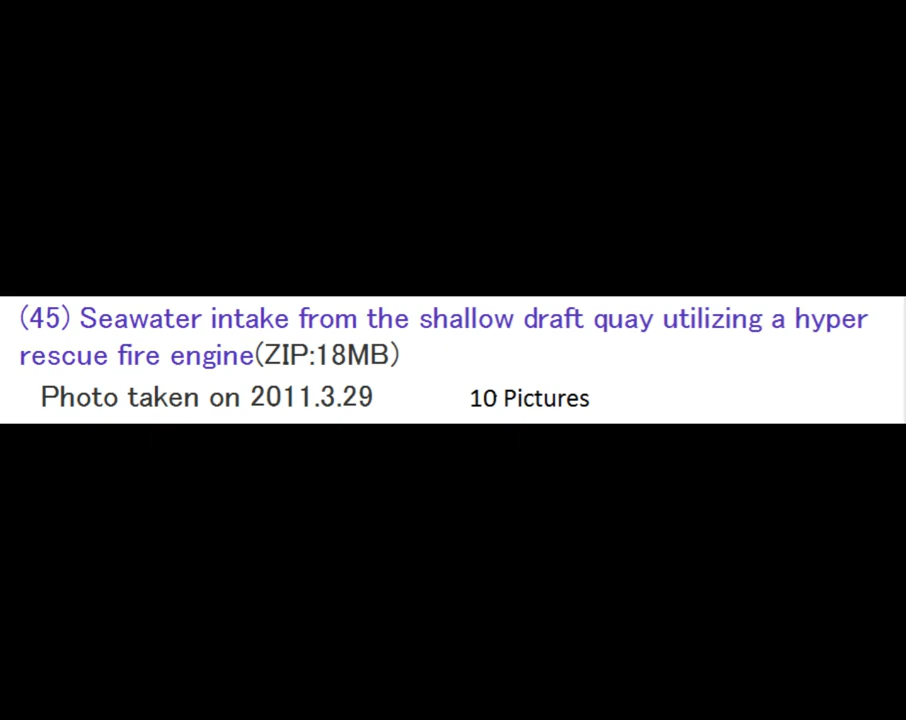 (45) Seawater intake from the shallow draft quay utilizing a hyper
rescue fire engine(ZIP:18MB)
Photo taken on 2011.3.29 10 Pictures